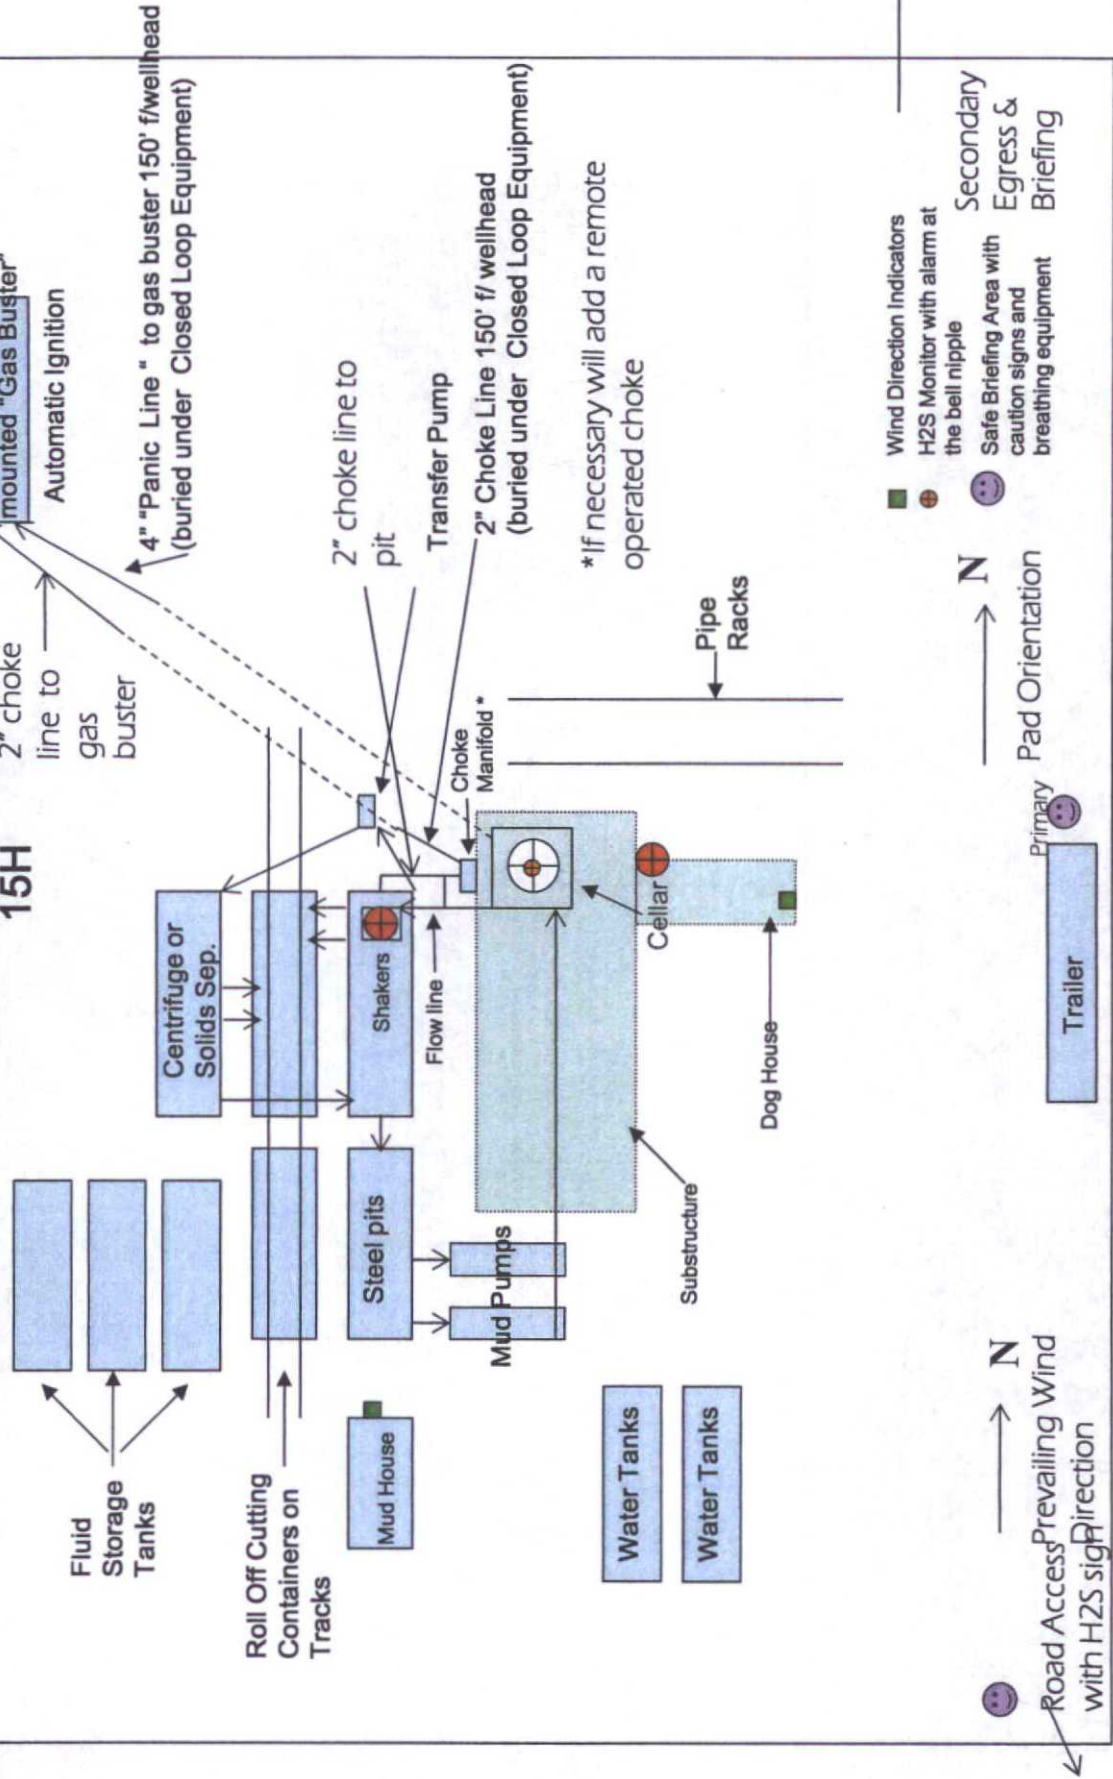 15H
mounted "Gas Buster"
Automatic Ignition
2" choke
line to
gas
buster
4" "Panic Line" to gas buster 150' f/wellhead
(buried under Closed Loop Equipment)
Fluid
Storage
Tanks
Centrifuge or
Solids Sep.
Roll Off Cutting
Containers on
Tracks
2" choke line to
pit
Transfer Pump
2" Choke Line 150' f/ wellhead
(buried under Closed Loop Equipment)
Mud House
Steel pits
Shakers
Flow line
Choke
Manifold *
*If necessary will add a remote
operated choke
Mud Pumps
Cellar
Water Tanks
Water Tanks
Substructure
Dog House
Pipe
Racks
Wind Direction Indicators
H2S Monitor with alarm at
the bell nipple
Safe Briefing Area with
caution signs and
breathing equipment
Secondary
Egress &
Briefing
N
Pad Orientation
Primary
Trailer
N
Prevailing Wind
Direction
Road Access
with H2S sign